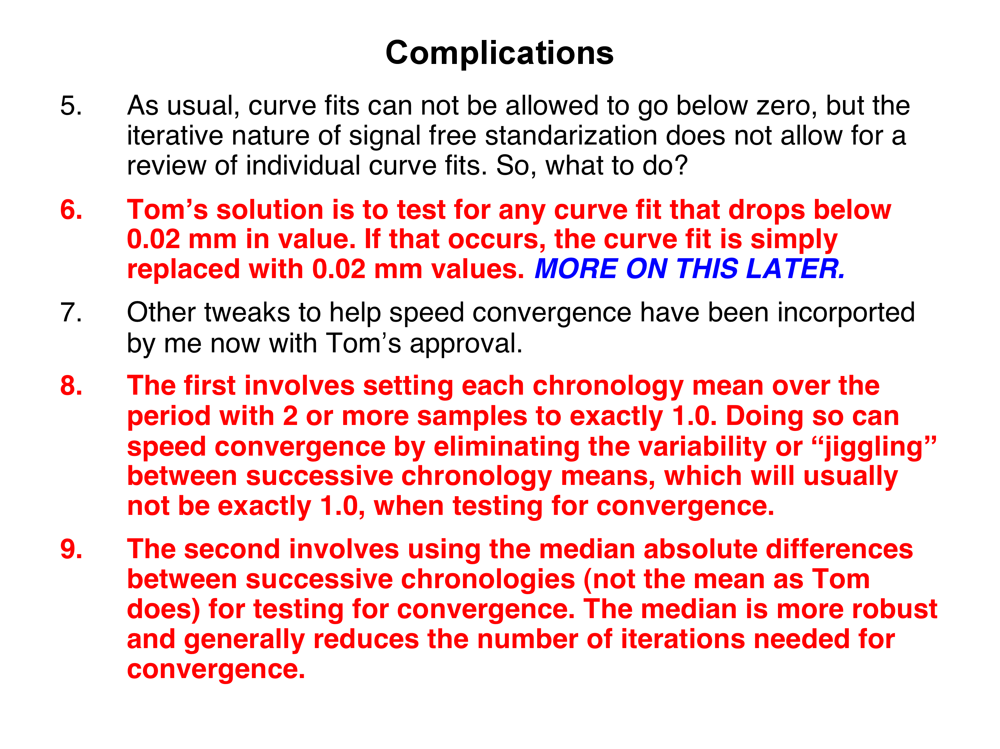 Complications
5. As usual, curve fits can not be allowed to go below zero, but the
iterative nature of signal free standarization does not allow for a
review of individual curve fits. So, what to do?
6. Tom’s solution is to test for any curve fit that drops below
0.02 mm in value. If that occurs, the curve fit is simply
replaced with 0.02 mm values. MORE ON THIS LATER.
7. Other tweaks to help speed convergence have been incorported
by me now with Tom’s approval.
8. The first involves setting each chronology mean over the
period with 2 or more samples to exactly 1.0. Doing so can
speed convergence by eliminating the variability or “jiggling”
between successive chronology means, which will usually
not be exactly 1.0, when testing for convergence.
9. The second involves using the median absolute differences
between successive chronologies (not the mean as Tom
does) for testing for convergence. The median is more robust
and generally reduces the number of iterations needed for
convergence.